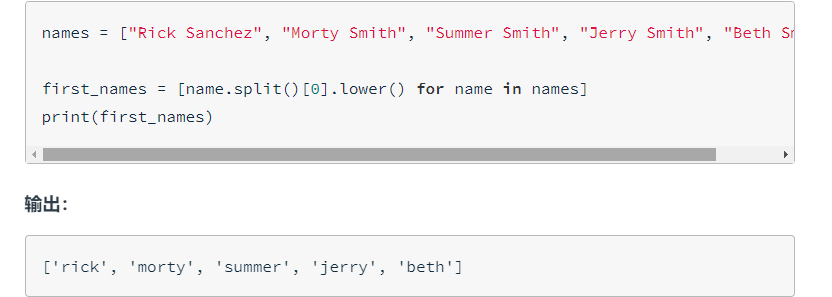 names = ["Rick Sanchez", "Morty Smith", "Summer Smith", "Jerry Smith", "Beth
first_names = [name.split()[0].lower() for name in names]
print(first_names)
输出:
['rick', 'morty', 'summer', 'jerry', 'beth']